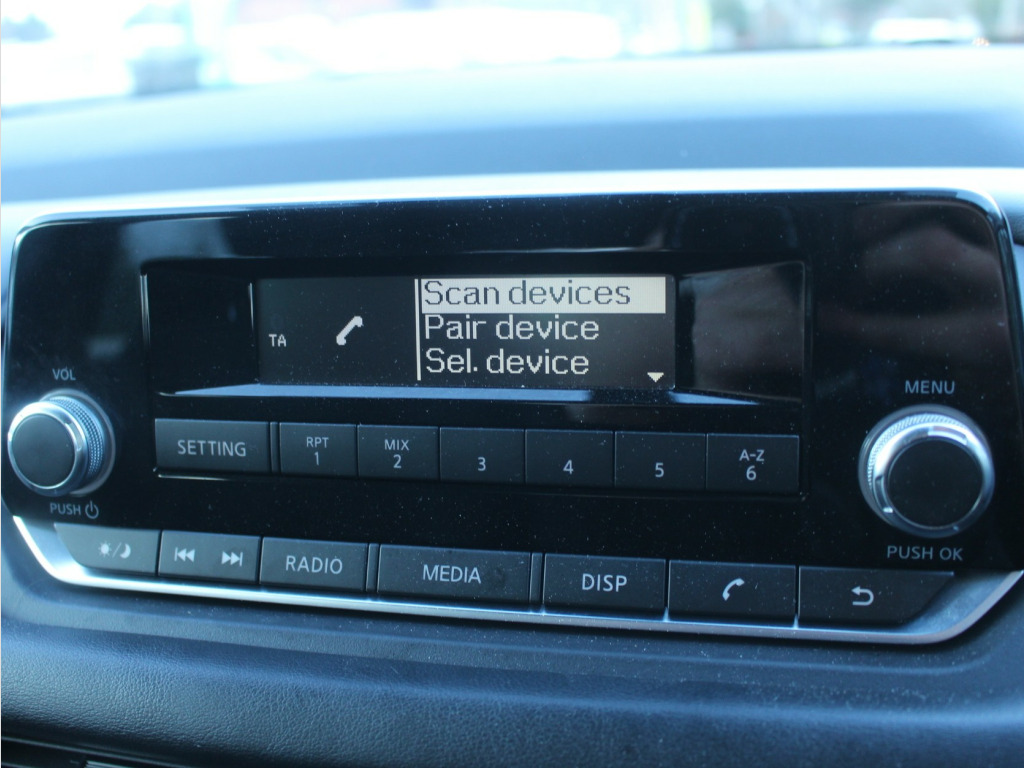 Scan devices
Pair device
Sel. device
TA
VOL
PUSH
MENU
PUSH OK
SETTING
RPT
1
MIX
2
3
4
5
A-Z
6
RADIO
MEDIA
DISP